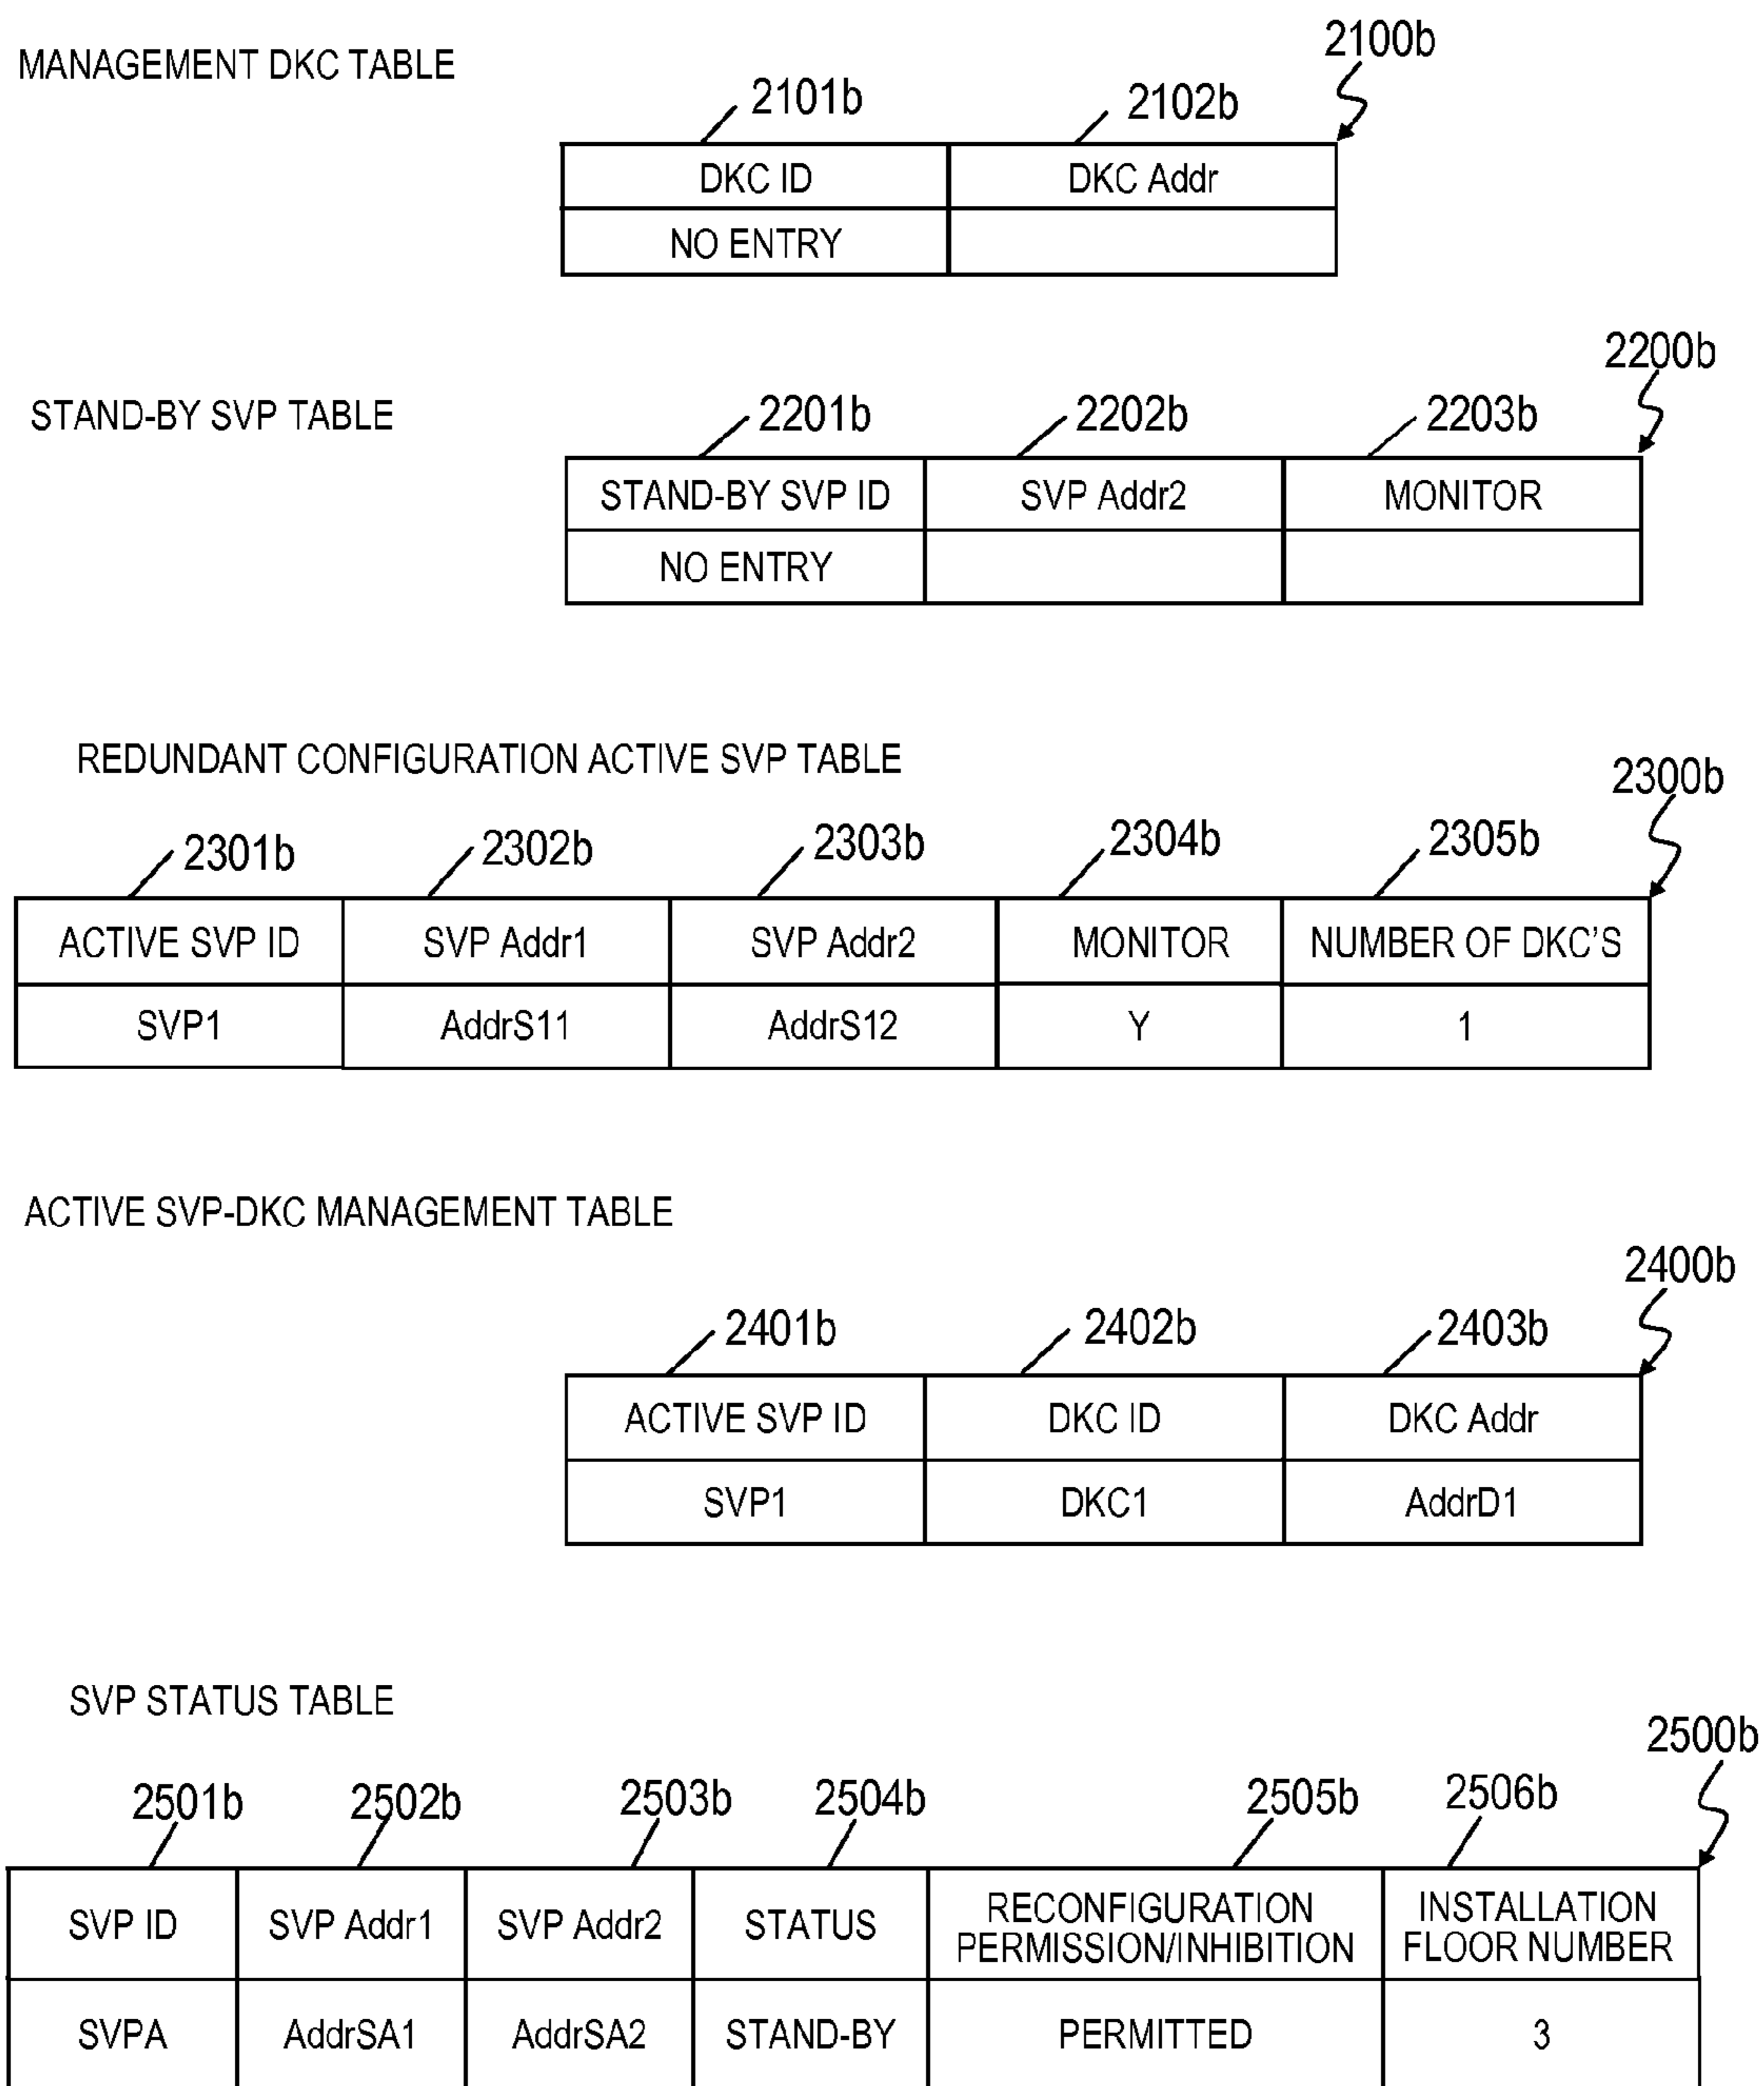 MANAGEMENT DKC TABLE
2100b
2101b 2102b
DKC ID DKC Addr
NO ENTRY
STAND-BY SVP TABLE
2200b
2201b 2202b 2203b
STAND-BY SVP ID SVP Addr2 MONITOR
NO ENTRY
REDUNDANT CONFIGURATION ACTIVE SVP TABLE
2300b
2301b 2302b 2303b 2304b 2305b
ACTIVE SVP ID SVP Addr1 SVP Addr2 MONITOR NUMBER OF DKC'S
SVP1 AddrS11 AddrS12 Y 1
ACTIVE SVP-DKC MANAGEMENT TABLE
2400b
2401b 2402b 2403b
ACTIVE SVP ID DKC ID DKC Addr
SVP1 DKC1 AddrD1
SVP STATUS TABLE
2500b
2501b 2502b 2503b 2504b 2505b 2506b
SVP ID SVP Addr1 SVP Addr2 STATUS RECONFIGURATION PERMISSION/INHIBITION INSTALLATION FLOOR NUMBER
SVPA AddrSA1 AddrSA2 STAND-BY PERMITTED 3